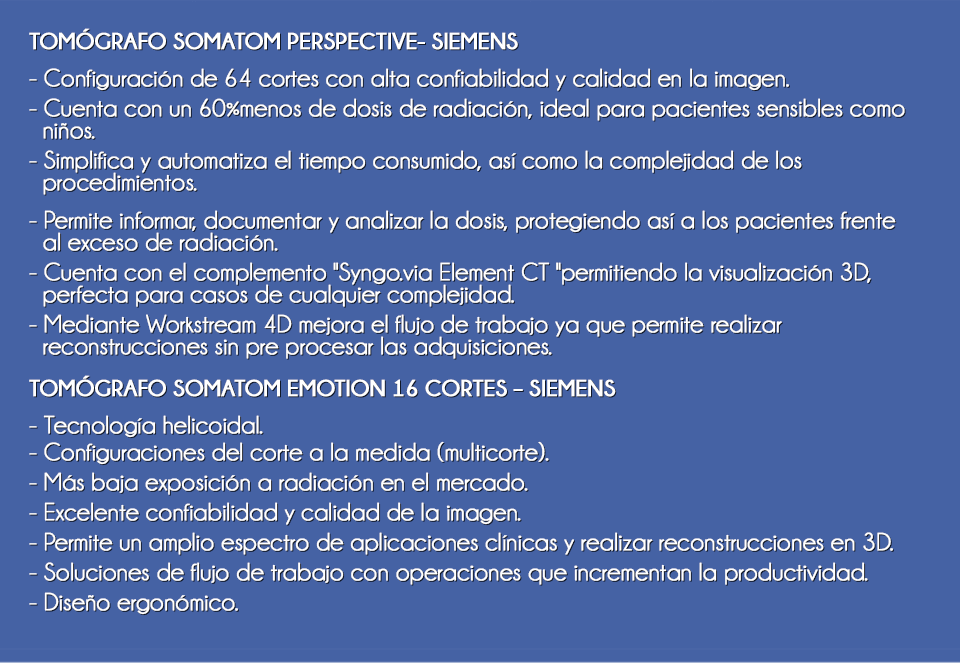 TOMÓGRAFO SOMATOM PERSPECTIVE- SIEMENS
- Configuración de 64 cortes con alta confiabilidad y calidad en la imagen.
- Cuenta con un 60%menos de dosis de radiación, ideal para pacientes sensibles como
niños.
- Simplifica y automatiza el tiempo consumido, así como la complejidad de los
procedimientos.
- Permite informar, documentar y analizar la dosis, protegiendo así a los pacientes frente
al exceso de radiación.
- Cuenta con el complemento "Syngo.via Element CT "permitiendo la visualización 3D,
perfecta para casos de cualquier complejidad.
- Mediante Workstream 4D mejora el flujo de trabajo ya que permite realizar
reconstrucciones sin pre procesar las adquisiciones.
TOMÓGRAFO SOMATOM EMOTION 16 CORTES – SIEMENS
- Tecnología helicoidal.
- Configuraciones del corte a la medida (multicorte).
- Más baja exposición a radiación en el mercado.
- Excelente confiabilidad y calidad de la imagen.
- Permite un amplio espectro de aplicaciones clínicas y realizar reconstrucciones en 3D.
- Soluciones de flujo de trabajo con operaciones que incrementan la productividad.
- Diseño ergonómico.